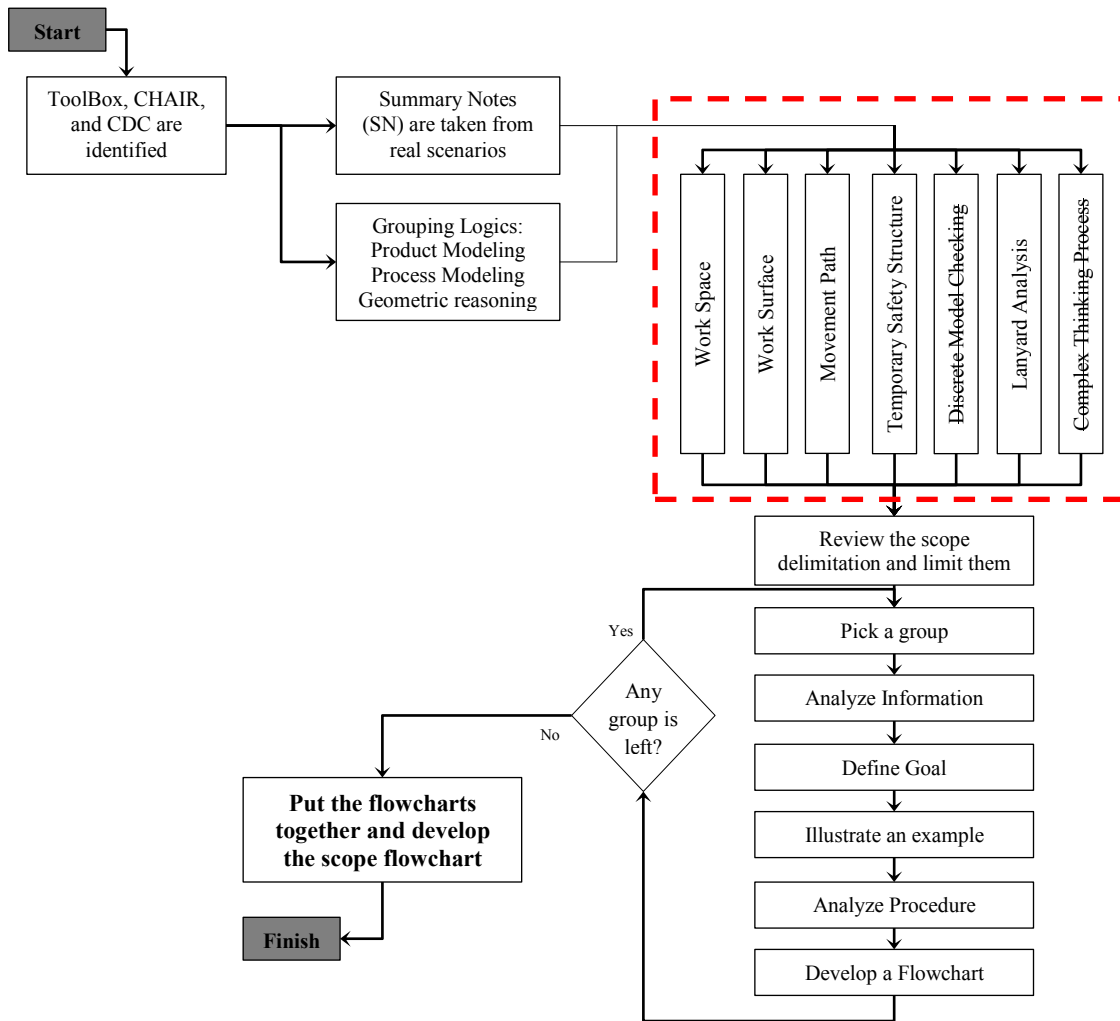 Start
ToolBox, CHAIR,
and CDC are
identified
Summary Notes
(SN) are taken from
real scenarios
Grouping Logics:
Product Modeling
Process Modeling
Geometric reasoning
Work Space
Work Surface
Movement Path
Temporary Safety Structure
Discrete Model Checking
Lanyard Analysis
Complex Thinking Process
Review the scope
delimitation and limit them
Pick a group
Analyze Information
Define Goal
Illustrate an example
Analyze Procedure
Develop a Flowchart
Yes
Any
group is
left?
No
Put the flowcharts
together and develop
the scope flowchart
Finish